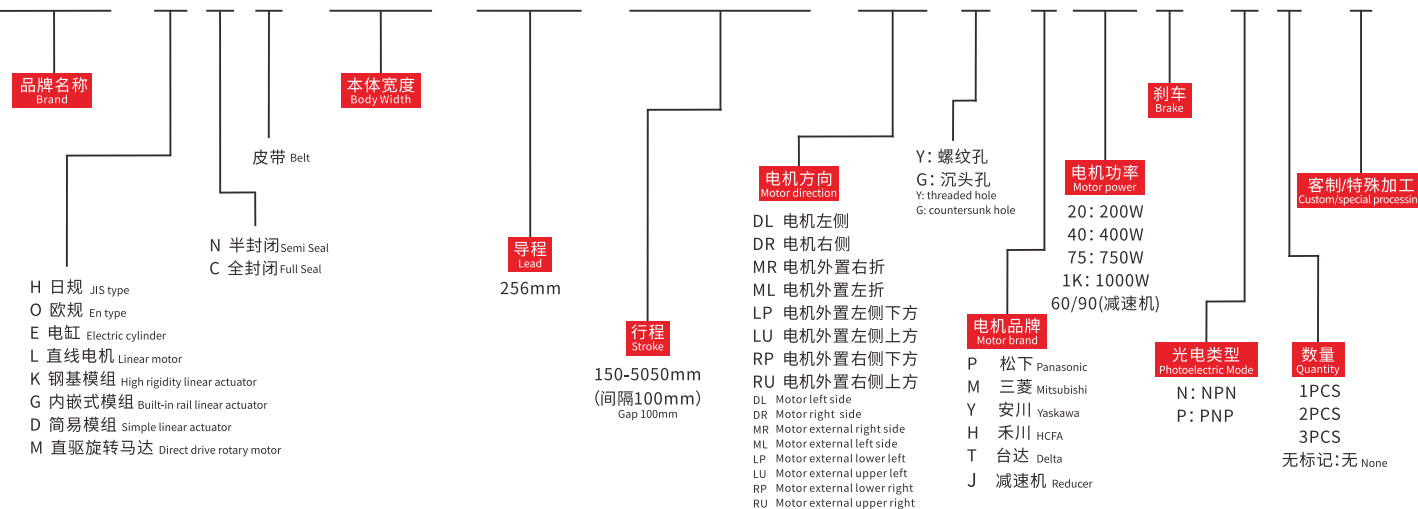 品牌名称
Brand
H 日规 JIS type
O 欧规 En type
E 电缸 Electric cylinder
L 直线电机 Linear motor
K 钢基模组 High rigidity linear actuator
G 内嵌式模组 Built-in rail linear actuator
D 简易模组 Simple linear actuator
M 直驱旋转马达 Direct drive rotary motor
N 半封闭 Semi Seal
C 全封闭 Full Seal
皮带 Belt
本体宽度
Body Width
导程
Lead
256mm
行程
Stroke
150-5050mm
(间隔100mm)
Gap 100mm
电机方向
Motor direction
DL 电机左侧
DR 电机右侧
MR 电机外置右折
ML 电机外置左折
LP 电机外置左侧下方
LU 电机外置左侧上方
RP 电机外置右侧下方
RU 电机外置右侧上方
DL Motor left side
DR Motor right side
MR Motor external right side
ML Motor external left side
LP Motor external lower left
LU Motor external upper left
RP Motor external lower right
RU Motor external upper right
Y: 螺纹孔
G: 沉头孔
Y: threaded hole
G: countersunk hole
电机品牌
Motor brand
P 松下 Panasonic
M 三菱 Mitsubishi
Y 安川 Yaskawa
H 禾川 HCFA
T 台达 Delta
J 减速机 Reducer
电机功率
Motor power
20: 200W
40: 400W
75: 750W
1K: 1000W
60/90(减速机)
刹车
Brake
光电类型
Photoelectric Mode
N: NPN
P: PNP
数量
Quantity
1PCS
2PCS
3PCS
无标记:无 None
客制/特殊加工
Custom/special processin